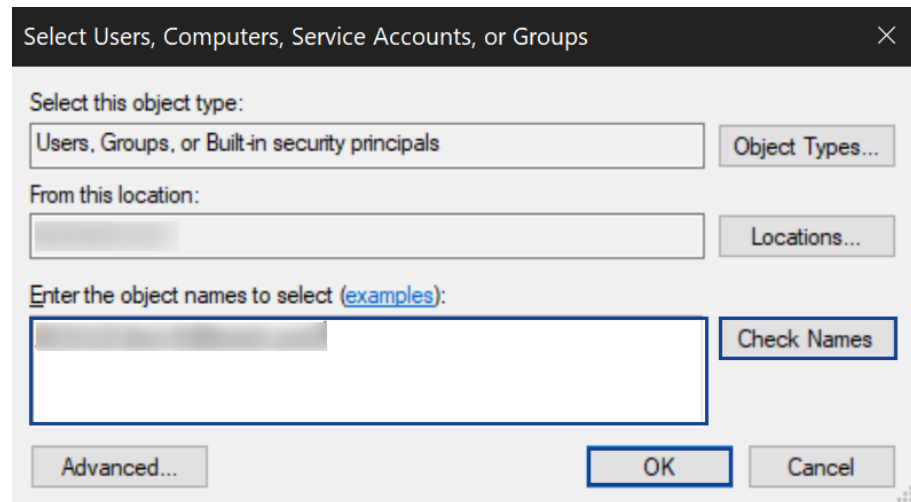 Select Users, Computers, Service Accounts, or Groups
Select this object type:
Users, Groups, or Built-in security principals
Object Types...
From this location:
Locations...
Enter the object names to select (examples):
Check Names
Advanced...
OK
Cancel